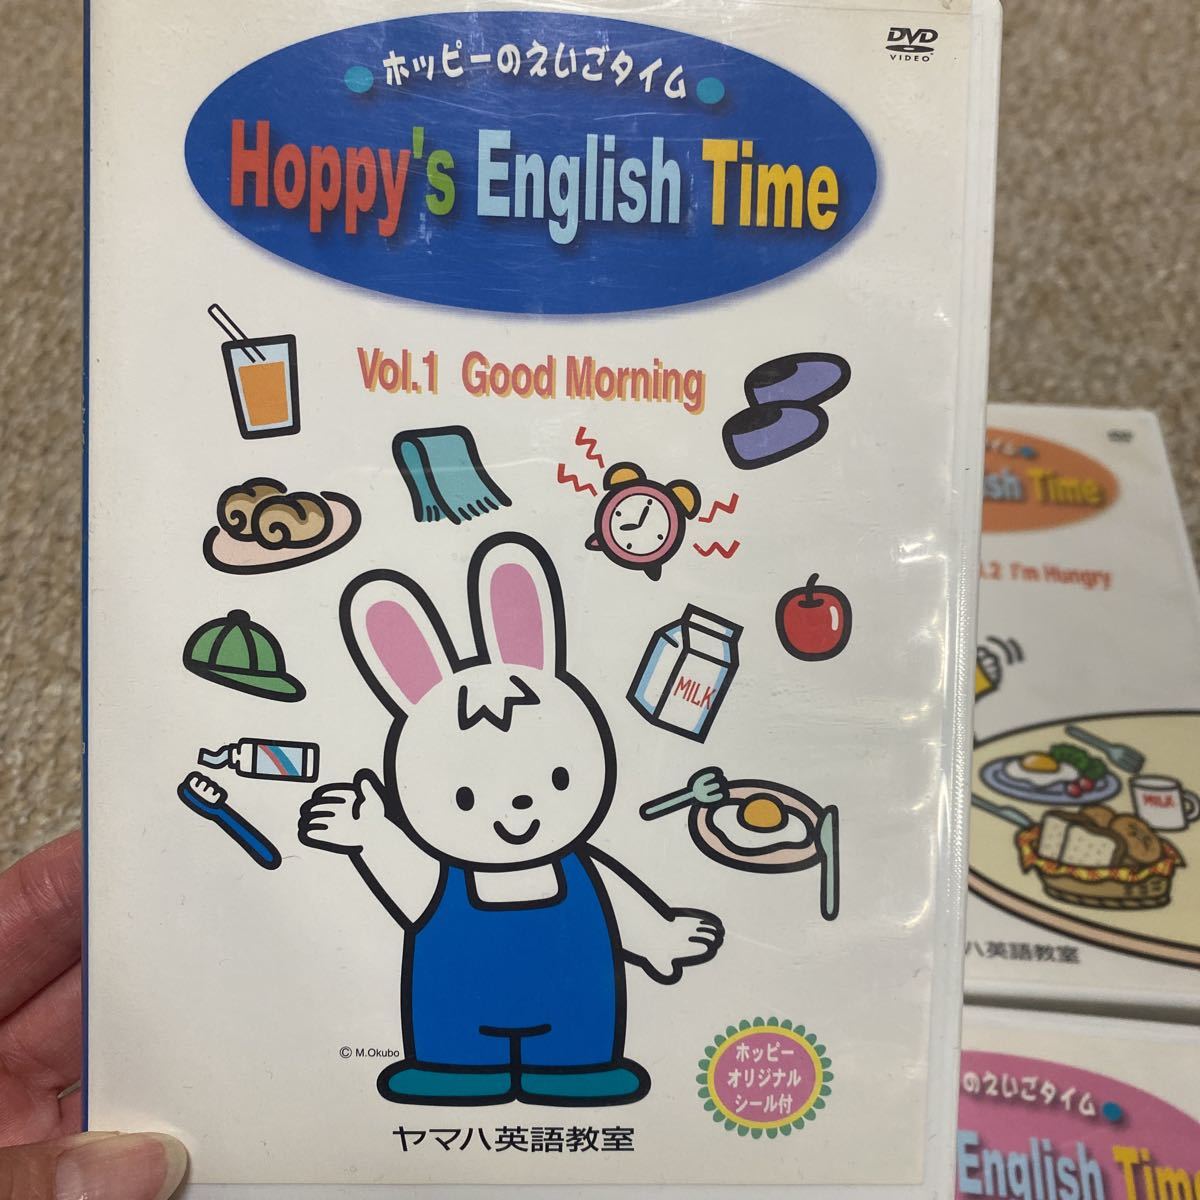 DVD
VIDEO
ホッピーのえいごタイム
Hoppy's English Time
Vol.1 Good Morning
MILK
© M.Okubo
ホッピー
オリジナル
シール付
ヤマハ英語教室
Time
.2 I'm Hungry
MILK
英語教室
のえいごタイム
English Time